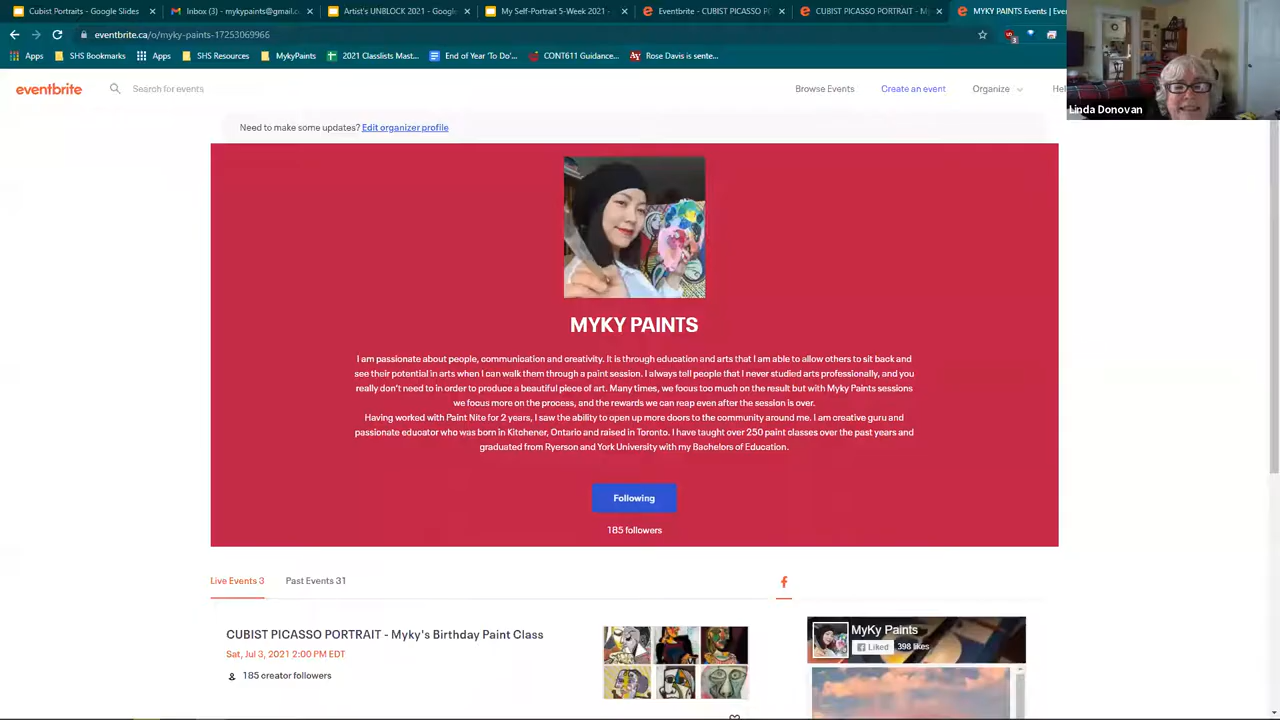 Cubist Portraits - Google Slides
Inbox (3) - mykypaints@gmail.c
Artist's UNBLOCK 2021 - Googl
My Self-Portrait 5-Week 2021 -
Eventbrite - CUBIST PICASSO PO
CUBIST PICASSO PORTRAIT - My
MYKY PAINTS Events | Ev
eventbrite.ca/o/myky-paints-17253069966
Apps
SHS Bookmarks
Apps
SHS Resources
MykyPaints
2021 Classlists Mast...
End of Year 'To Do'...
CONT611 Guidance...
Rose Davis is sente...
Linda Donovan
eventbrite
Search for events
Browse Events
Create an event
Organize
Hel
Need to make some updates? Edit organizer profile
MYKY PAINTS
I am passionate about people, communication and creativity. It is through education and arts that I am able to allow others to sit back and
see their potential in arts when I can walk them through a paint session. I always tell people that I never studied arts professionally, and you
really don't need to in order to produce a beautiful piece of art. Many times, we focus too much on the result but with Myky Paints sessions
we focus more on the process, and the rewards we can reap even after the session is over.
Having worked with Paint Nite for 2 years, I saw the ability to open up more doors to the community around me. I am creative guru and
passionate educator who was born in Kitchener, Ontario and raised in Toronto. I have taught over 250 paint classes over the past years and
graduated from Ryerson and York University with my Bachelors of Education.
Following
185 followers
Live Events 3
Past Events 31
CUBIST PICASSO PORTRAIT - Myky's Birthday Paint Class
Sat, Jul 3, 2021 2:00 PM EDT
185 creator followers
MyKy Paints
Liked
398 likes